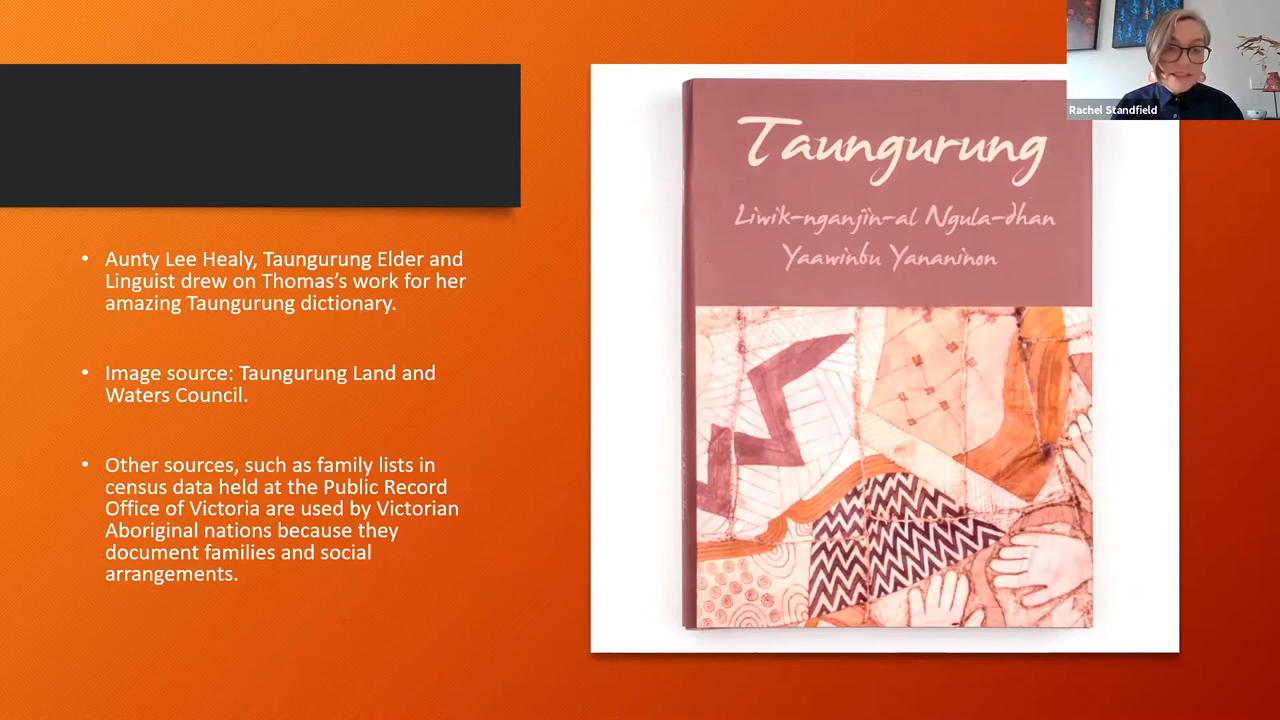 Rachel Standfield
Taungurung
Liwik-nganjin-al Ngula-dhan
Yaawinbu Yananinon
• Aunty Lee Healy, Taungurung Elder and
Linguist drew on Thomas’s work for her
amazing Taungurung dictionary.
• Image source: Taungurung Land and
Waters Council.
• Other sources, such as family lists in
census data held at the Public Record
Office of Victoria are used by Victorian
Aboriginal nations because they
document families and social
arrangements.